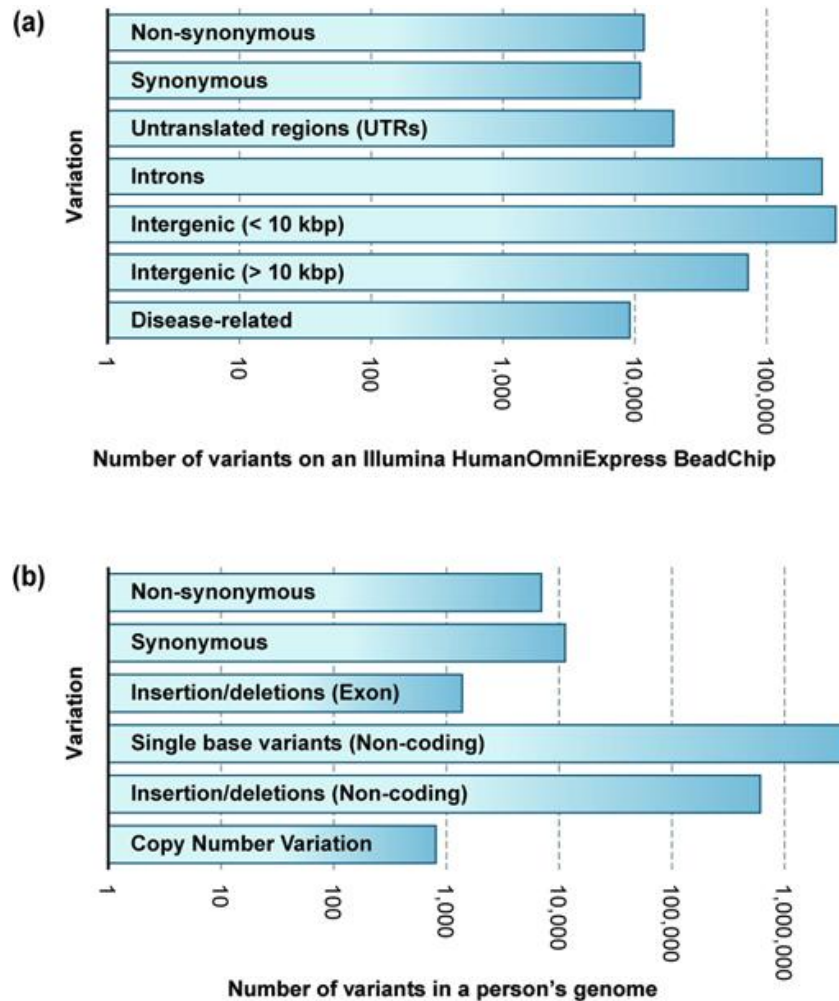 (a)
Variation
Non-synonymous
Synonymous
Untranslated regions (UTRs)
Introns
Intergenic (< 10 kbp)
Intergenic (> 10 kbp)
Disease-related
1
10
100
1,000
10,000
100,000
Number of variants on an Illumina HumanOmniExpress BeadChip
(b)
Variation
Non-synonymous
Synonymous
Insertion/deletions (Exon)
Single base variants (Non-coding)
Insertion/deletions (Non-coding)
Copy Number Variation
1
10
100
1,000
10,000
100,000
1,000,000
Number of variants in a person's genome